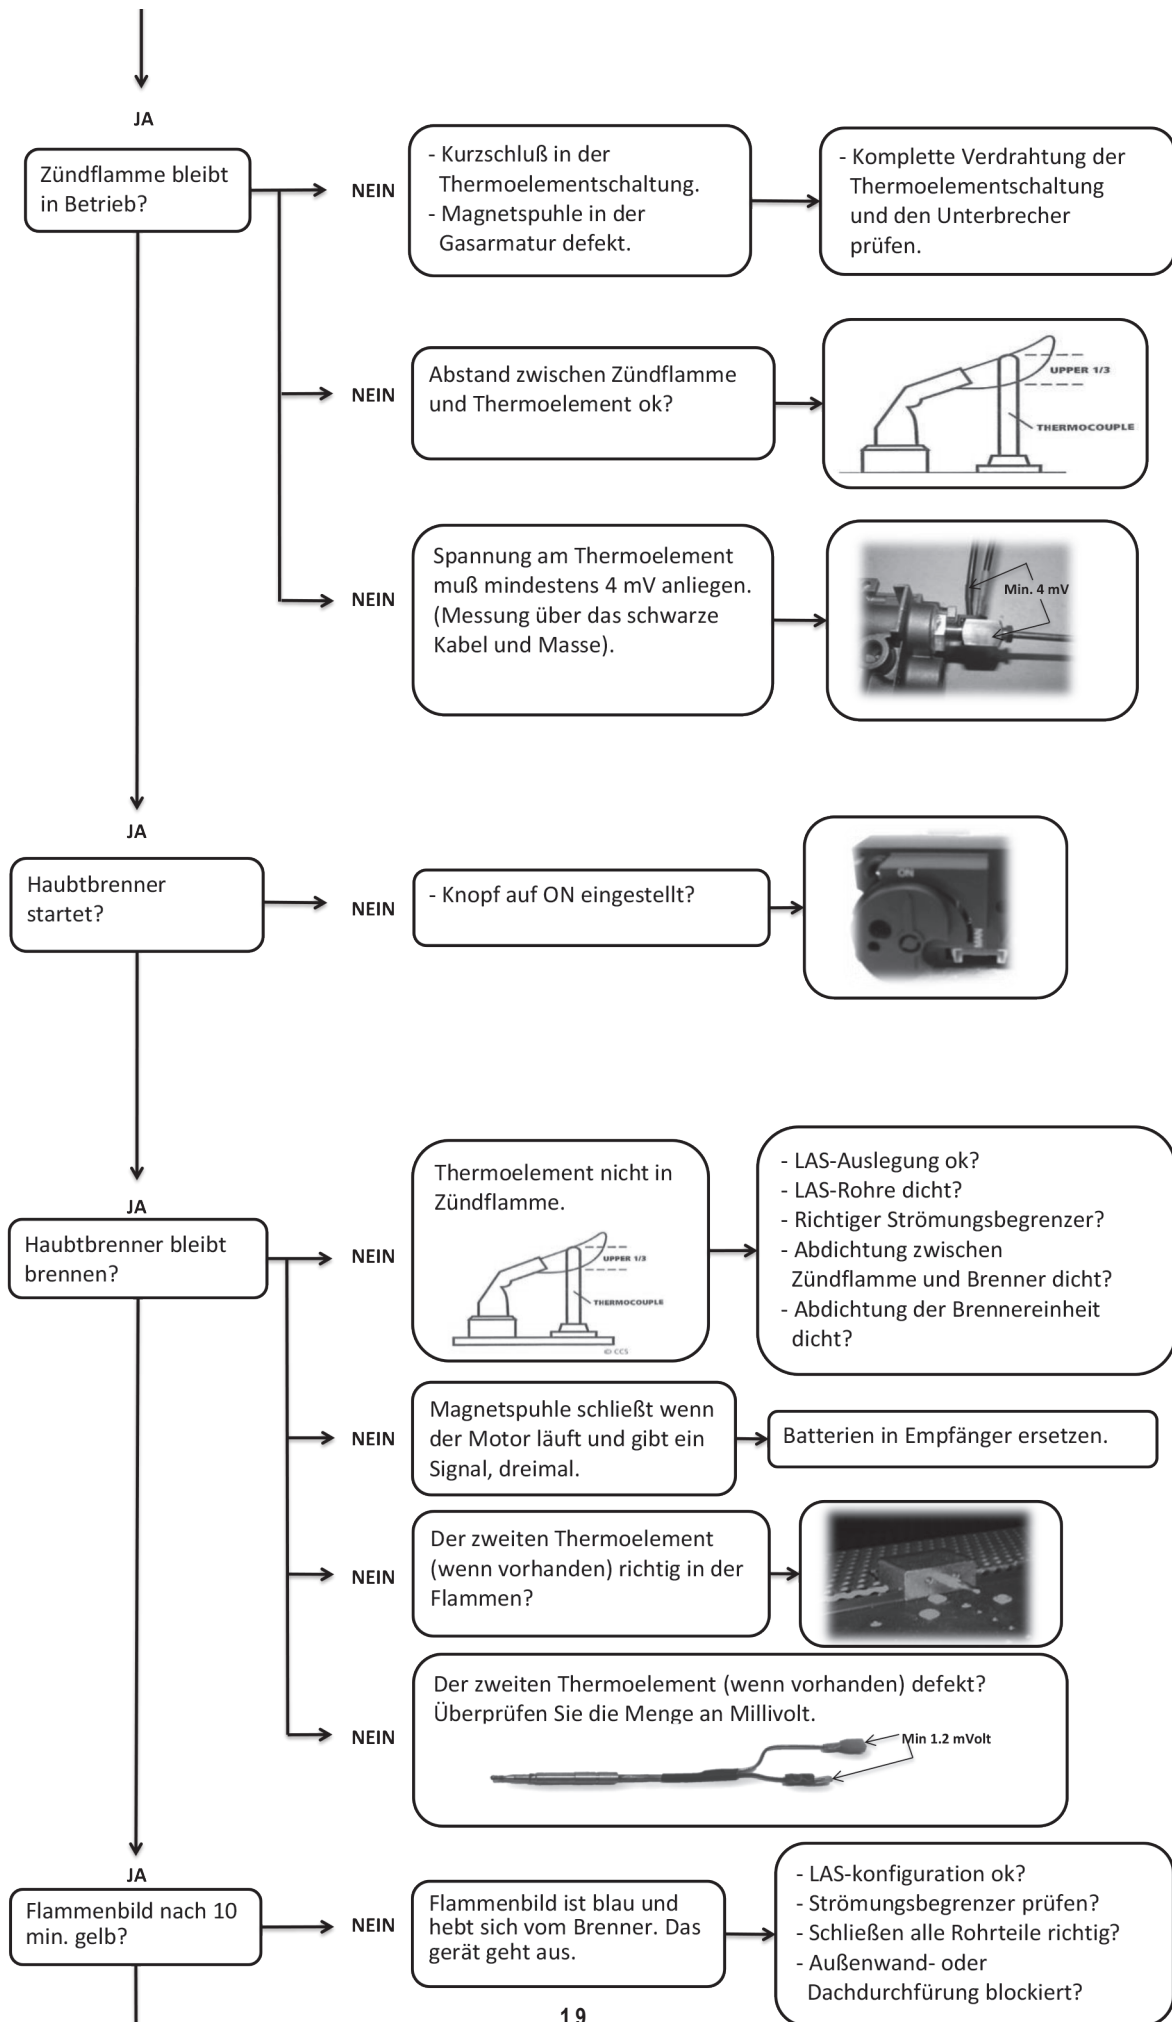 JA
Zündflamme bleibt
in Betrieb?
NEIN
- Kurzschluß in der
Thermoelementschaltung.
- Magnetspuhle in der
Gasarmatur defekt.
- Komplette Verdrahtung der
Thermoelementschaltung
und den Unterbrecher
prüfen.
NEIN
Abstand zwischen Zündflamme
und Thermoelement ok?
UPPER 1/3
THERMOCOUPLE
NEIN
Spannung am Thermoelement
muß mindestens 4 mV anliegen.
(Messung über das schwarze
Kabel und Masse).
Min. 4 mV
JA
Haubtbrenner
startet?
NEIN
- Knopf auf ON eingestellt?
ON
MAN
JA
Haubtbrenner bleibt
brennen?
NEIN
Thermoelement nicht in
Zündflamme.
UPPER 1/3
THERMOCOUPLE
© CCS
- LAS-Auslegung ok?
- LAS-Rohre dicht?
- Richtiger Strömungsbegrenzer?
- Abdichtung zwischen
Zündflamme und Brenner dicht?
- Abdichtung der Brennereinheit
dicht?
NEIN
Magnetspuhle schließt wenn
der Motor läuft und gibt ein
Signal, dreimal.
Batterien in Empfänger ersetzen.
NEIN
Der zweiten Thermoelement
(wenn vorhanden) richtig in der
Flammen?
NEIN
Der zweiten Thermoelement (wenn vorhanden) defekt?
Überprüfen Sie die Menge an Millivolt.
Min 1.2 mVolt
JA
Flammenbild nach 10
min. gelb?
NEIN
Flammenbild ist blau und
hebt sich vom Brenner. Das
gerät geht aus.
- LAS-konfiguration ok?
- Strömungsbegrenzer prüfen?
- Schließen alle Rohrteile richtig?
- Außenwand- oder
Dachdurchfürung blockiert?
19